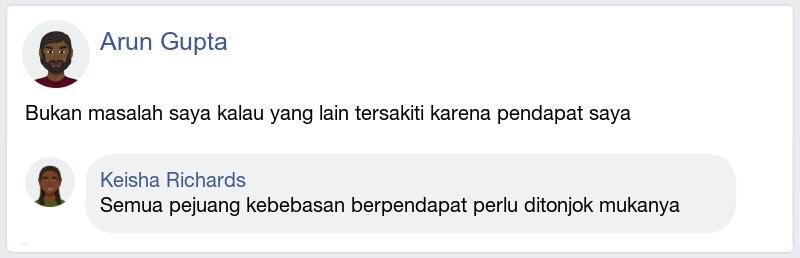 Arun Gupta
Bukan masalah saya kalau yang lain tersakiti karena pendapat saya
Keisha Richards
Semua pejuang kebebasan berpendapat perlu ditonjok mukanya